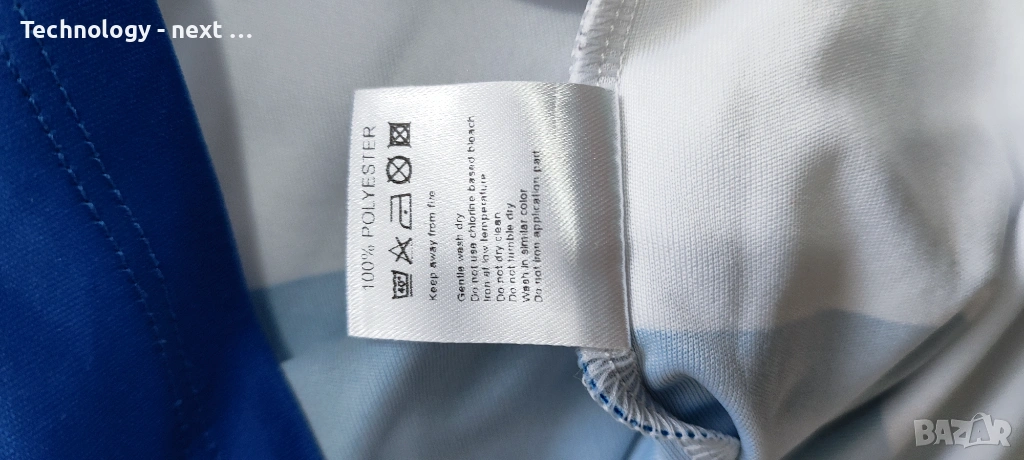 Technology - next ...
100% POLYESTER
40
Keep away from fire
Gentle wash dry
Do not use chlorine based bleach
Iron at low temperature
Do not dry clean
Do not tumble dry
Wash in similar color
Do not iron application part
BAZAR